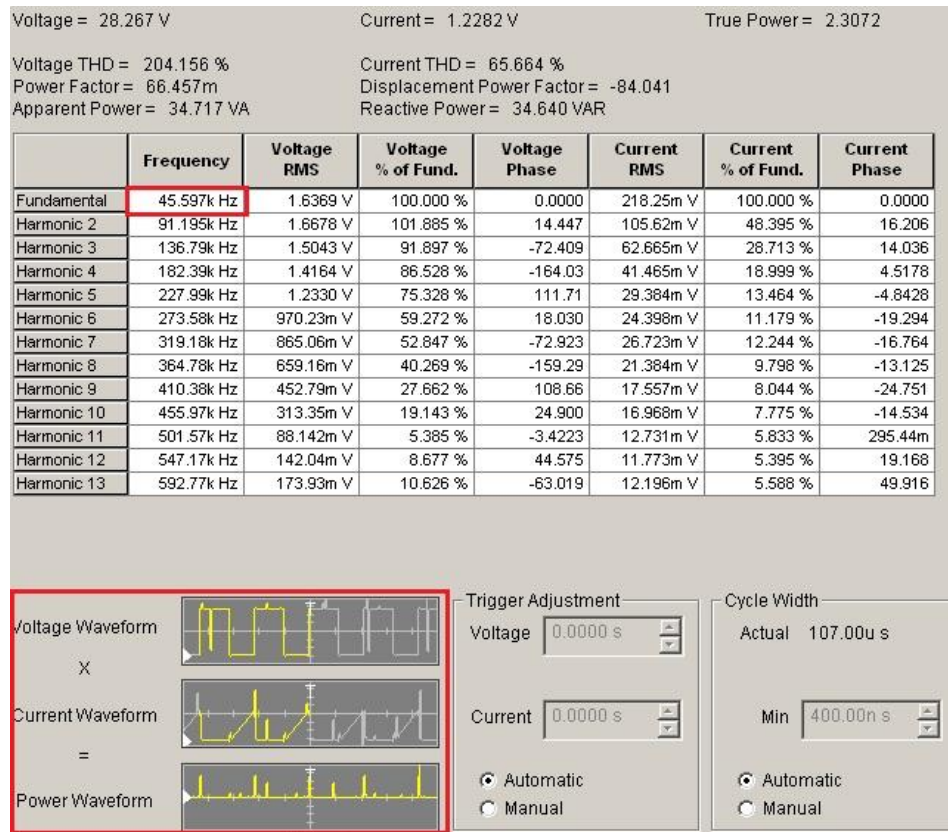 Voltage = 28.267 V Current = 1.2282 V True Power = 2.3072
Voltage THD = 204.156 % Current THD = 65.664 %
Power Factor = 66.457m Displacement Power Factor = -84.041
Apparent Power = 34.717 VA Reactive Power = 34.640 VAR
Frequency Voltage RMS Voltage % of Fund. Voltage Phase Current RMS Current % of Fund. Current Phase
Fundamental 45.597k Hz 1.6369 V 100.000 % 0.0000 218.25m V 100.000 % 0.0000
Harmonic 2 91.195k Hz 1.6678 V 101.885 % 14.447 105.62m V 48.395 % 16.206
Harmonic 3 136.79k Hz 1.5043 V 91.897 % -72.409 62.665m V 28.713 % 14.036
Harmonic 4 182.39k Hz 1.4164 V 86.528 % -164.03 41.465m V 18.999 % 4.5178
Harmonic 5 227.99k Hz 1.2330 V 75.328 % 111.71 29.384m V 13.464 % -4.8428
Harmonic 6 273.58k Hz 970.23m V 59.272 % 18.030 24.398m V 11.179 % -19.294
Harmonic 7 319.18k Hz 865.06m V 52.847 % -72.923 26.723m V 12.244 % -16.764
Harmonic 8 364.78k Hz 659.16m V 40.269 % -159.29 21.384m V 9.798 % -13.125
Harmonic 9 410.38k Hz 452.79m V 27.662 % 108.66 17.557m V 8.044 % -24.751
Harmonic 10 455.97k Hz 313.35m V 19.143 % 24.900 16.968m V 7.775 % -14.534
Harmonic 11 501.57k Hz 88.142m V 5.385 % -3.4223 12.731m V 5.833 % 295.44m
Harmonic 12 547.17k Hz 142.04m V 8.677 % 44.575 11.773m V 5.395 % 19.168
Harmonic 13 592.77k Hz 173.93m V 10.626 % -63.019 12.196m V 5.588 % 49.916
Voltage Waveform
X
Current Waveform
=
Power Waveform
Trigger Adjustment
Voltage 0.0000 s
Current 0.0000 s
Automatic
Manual
Cycle Width
Actual 107.00u s
Min 400.00n s
Automatic
Manual